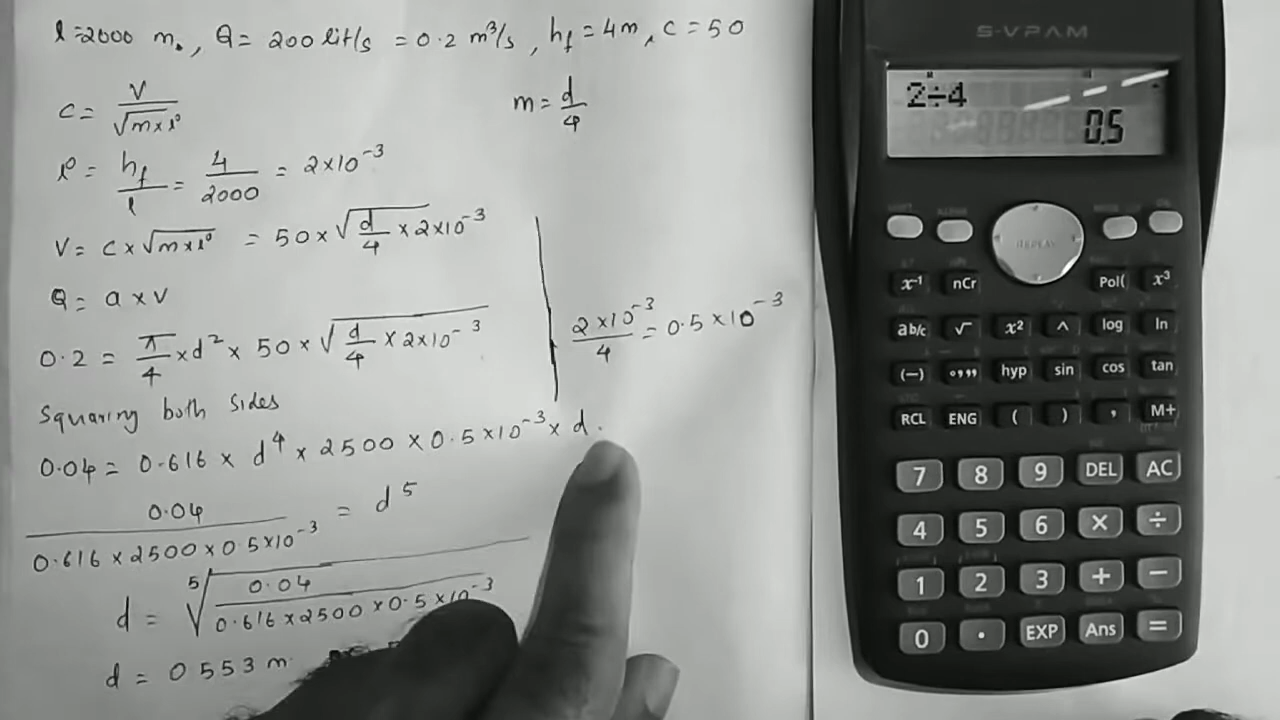 l=2000 m., Q = 200 lit/s = 0.2 m³/s, hf = 4m, c = 50
c = V/√m×i
m = d/4
i = hf/l = 4/2000 = 2×10⁻³
V = c×√m×i = 50×√d/4 × 2×10⁻³
Q = a × v
0.2 = π/4 × d² × 50 × √d/4 × 2×10⁻³
2×10⁻³/4 = 0.5×10⁻³
Squaring both sides
0.04 = 0.616 × d⁴ × 2500 × 0.5×10⁻³ × d.
0.04/0.616×2500×0.5×10⁻³ = d⁵
d = ⁵√0.04/0.616×2500×0.5×10⁻³
d = 0.553 m.
S-VPAM
2÷4
0.5
REPLAY
x⁻¹ nCr Pol( x³
ab/c √ x² ^ log ln
(−) °,,, hyp sin cos tan
RCL ENG ( ) , M+
7 8 9 DEL AC
4 5 6 × ÷
1 2 3 + −
0 . EXP Ans =